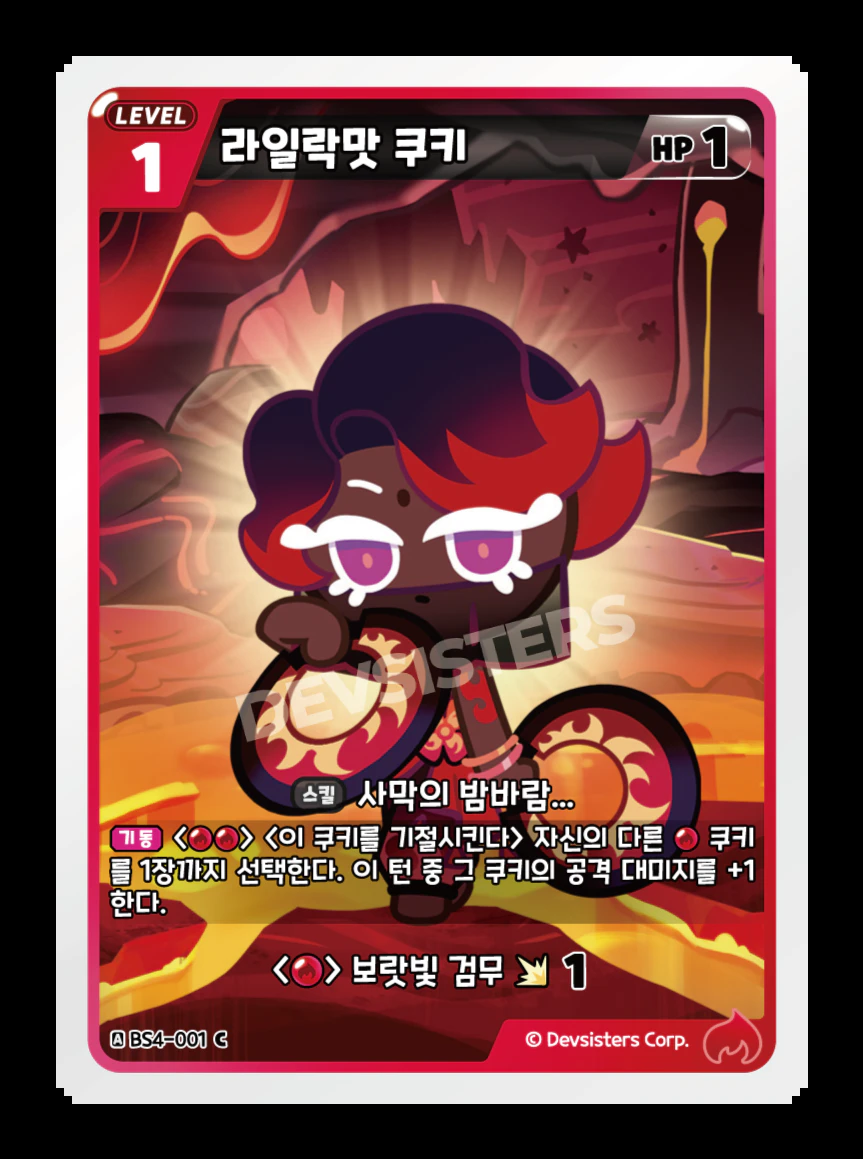 LEVEL
1
라일락맛 쿠키
HP 1
DEVSISTERS
스킬 사막의 밤바람...
기동 < > <이 쿠키를 기절시킨다> 자신의 다른 쿠키
를 1장까지 선택한다. 이 턴 중 그 쿠키의 공격 대미지를 +1
한다.
< > 보랏빛 검무 1
A BS4-001 C
© Devsisters Corp.